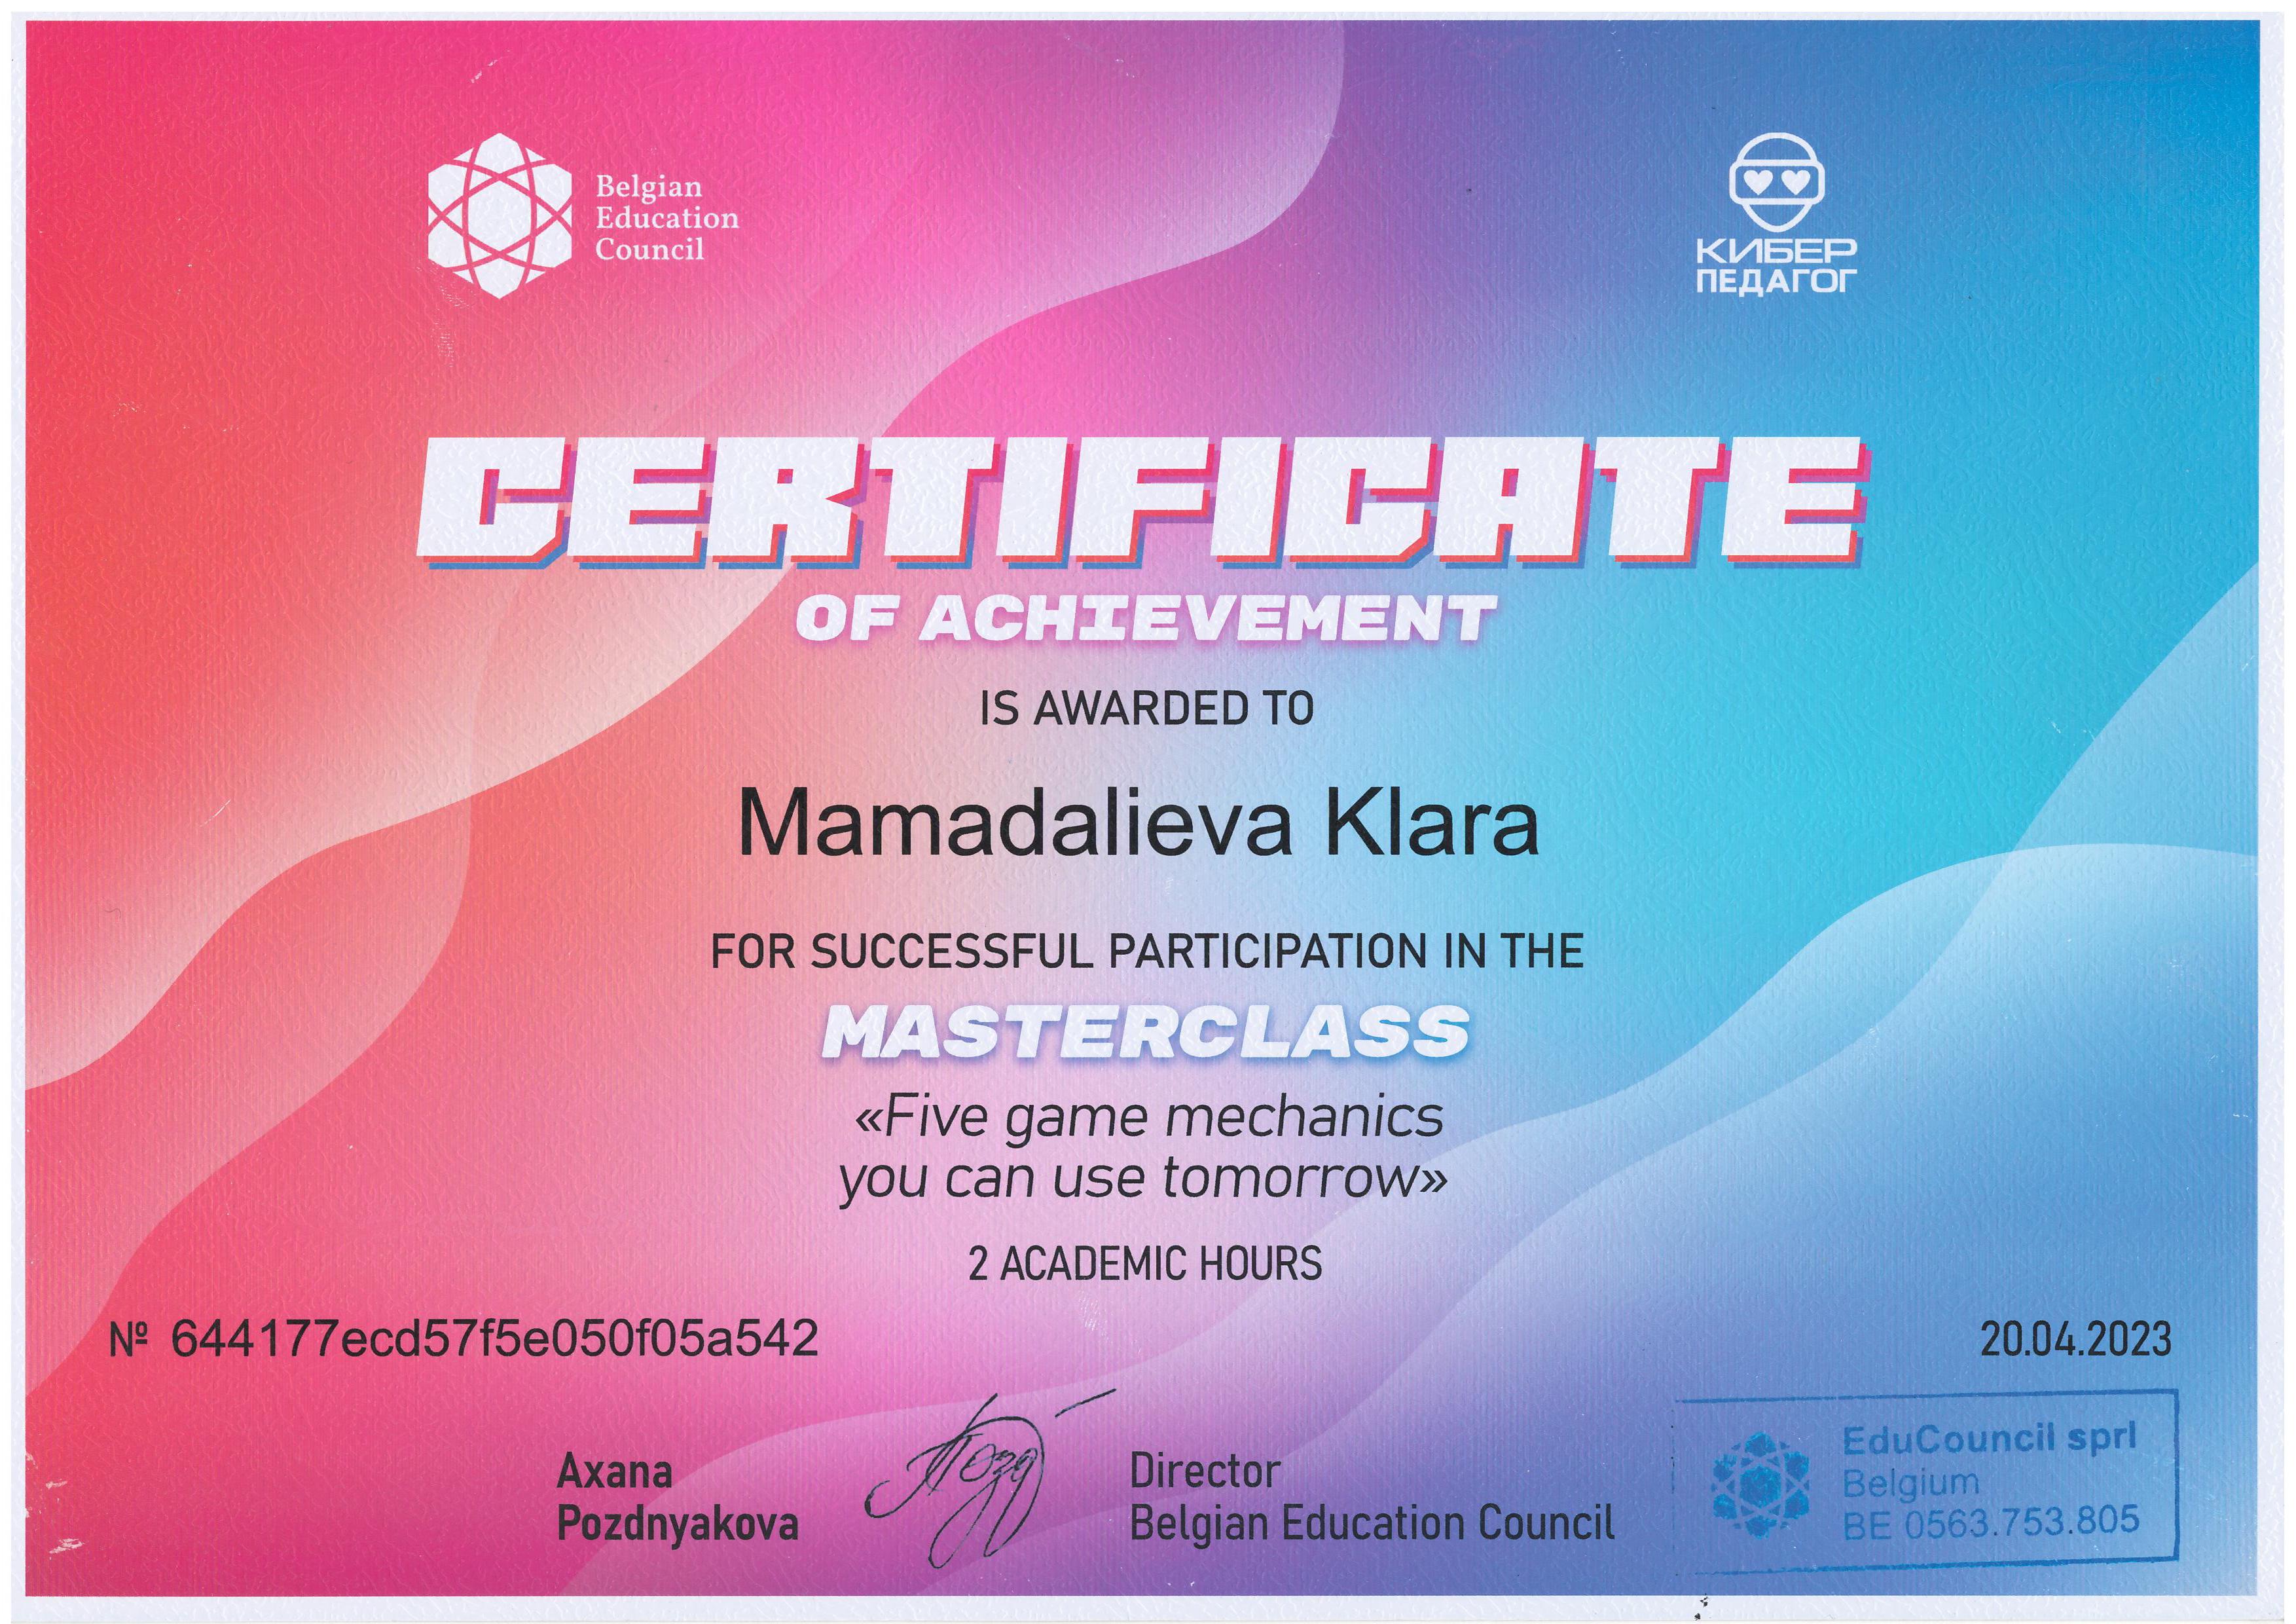 Belgian
Education
Council
КИБЕР
ПЕДАГОГ
CERTIFICATE
OF ACHIEVEMENT
IS AWARDED TO
Mamadalieva Klara
FOR SUCCESSFUL PARTICIPATION IN THE
MASTERCLASS
«Five game mechanics
you can use tomorrow»
2 ACADEMIC HOURS
№ 644177ecd57f5e050f05a542
20.04.2023
Axana
Pozdnyakova
Director
Belgian Education Council
EduCouncil sprl
Belgium
BE 0563.753.805